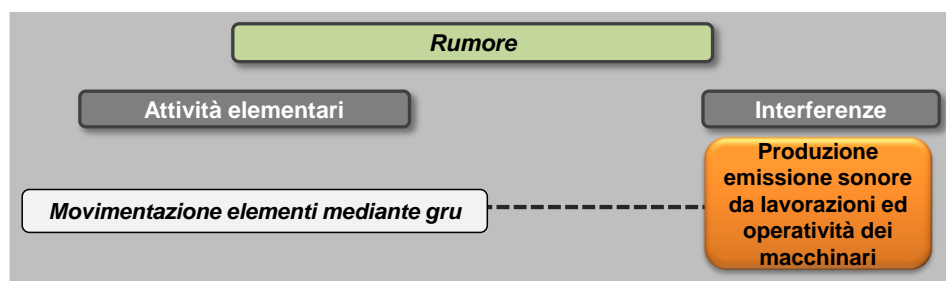 Rumore
Attività elementari
Interferenze
Produzione
emissione sonore
da lavorazioni ed
operatività dei
macchinari
Movimentazione elementi mediante gru